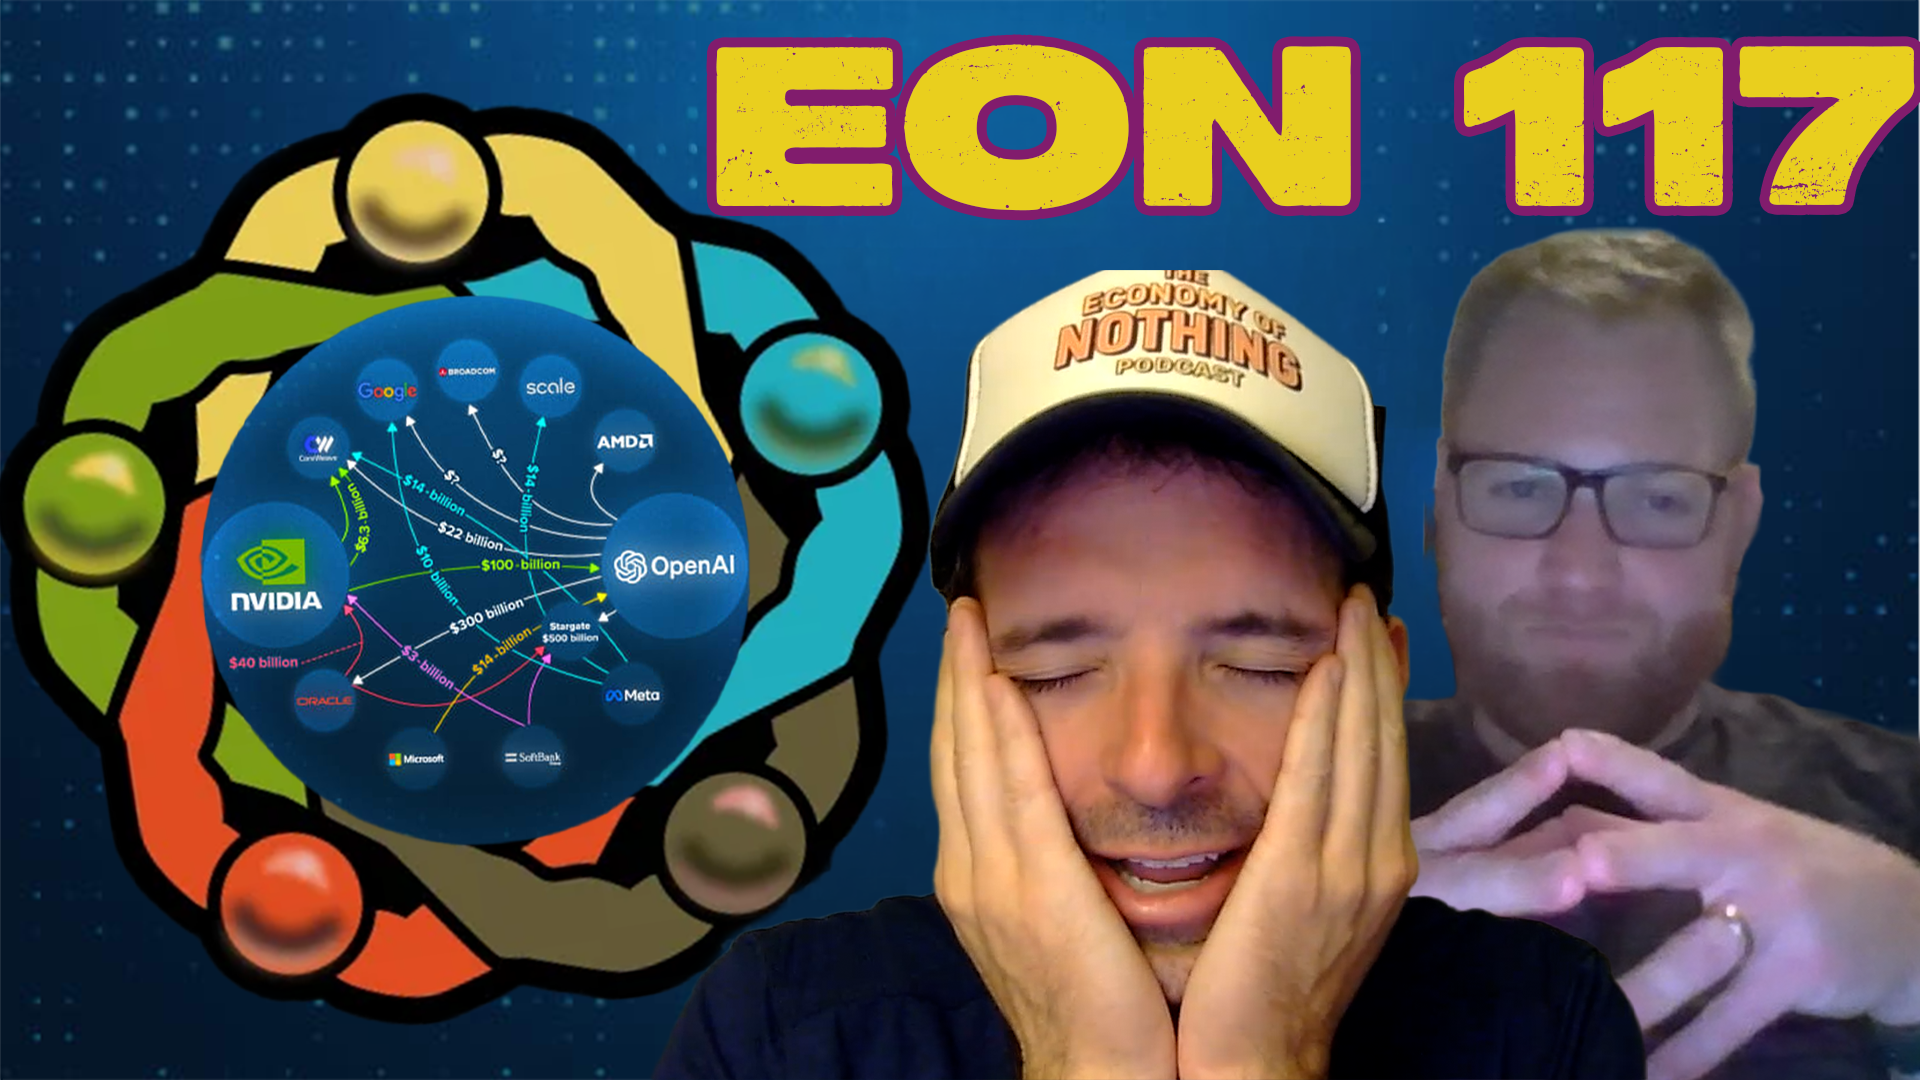 EON 117
THE
ECONOMY OF
NOTHING
PODCAST
Google
BROADCOM
scale
CoreWeave
AMD
$?
$?
$14 billion
$14 billion
$6.3 billion
$22 billion
$10 billion
$100 billion
NVIDIA
OpenAI
$300 billion
Stargate
$500 billion
$14 billion
$3 billion
$40 billion
ORACLE
Meta
Microsoft
SoftBank